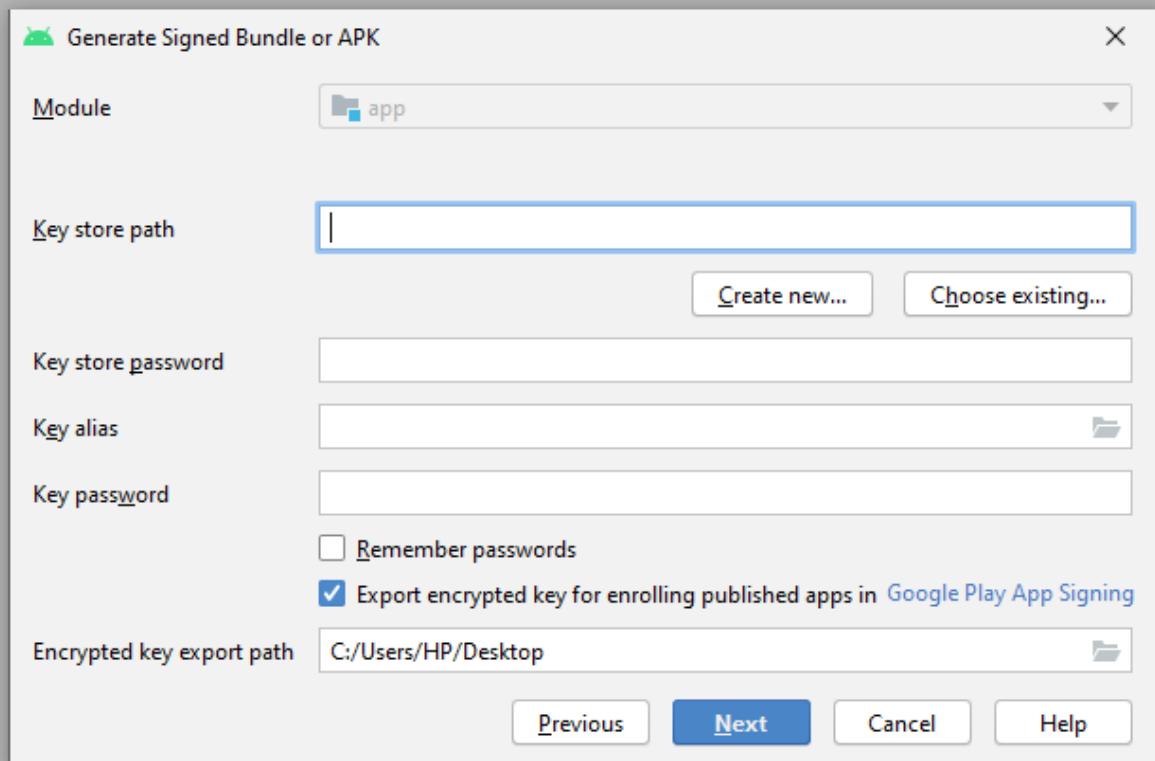 Generate Signed Bundle or APK
Module app
Key store path
Create new... Choose existing...
Key store password
Key alias
Key password
Remember passwords
Export encrypted key for enrolling published apps in Google Play App Signing
Encrypted key export path C:/Users/HP/Desktop
Previous Next Cancel Help